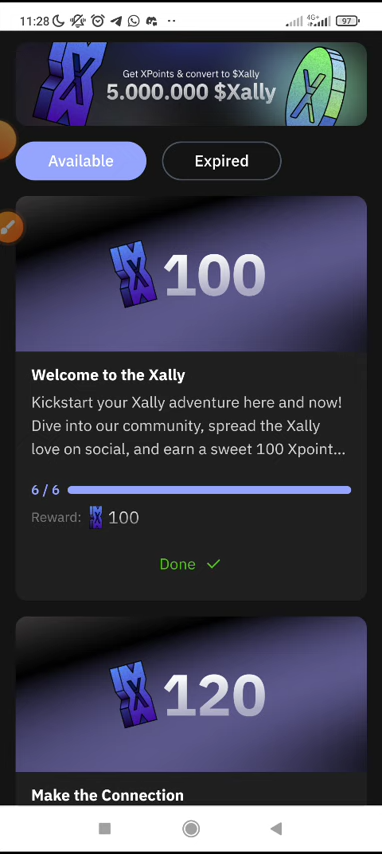 11:28
4G+
97
Get XPoints & convert to $Xally
5.000.000 $Xally
Available
Expired
100
Welcome to the Xally
Kickstart your Xally adventure here and now!
Dive into our community, spread the Xally
love on social, and earn a sweet 100 Xpoint...
6 / 6
Reward: 100
Done
120
Make the Connection